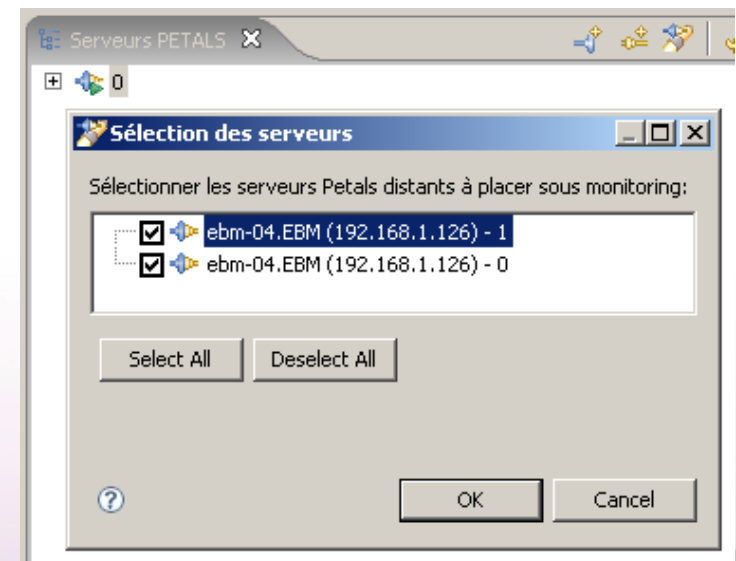 Serveurs PETALS
0
Sélection des serveurs
Sélectionner les serveurs Petals distants à placer sous monitoring:
ebm-04.EBM (192.168.1.126) - 1
ebm-04.EBM (192.168.1.126) - 0
Select All Deselect All
OK Cancel